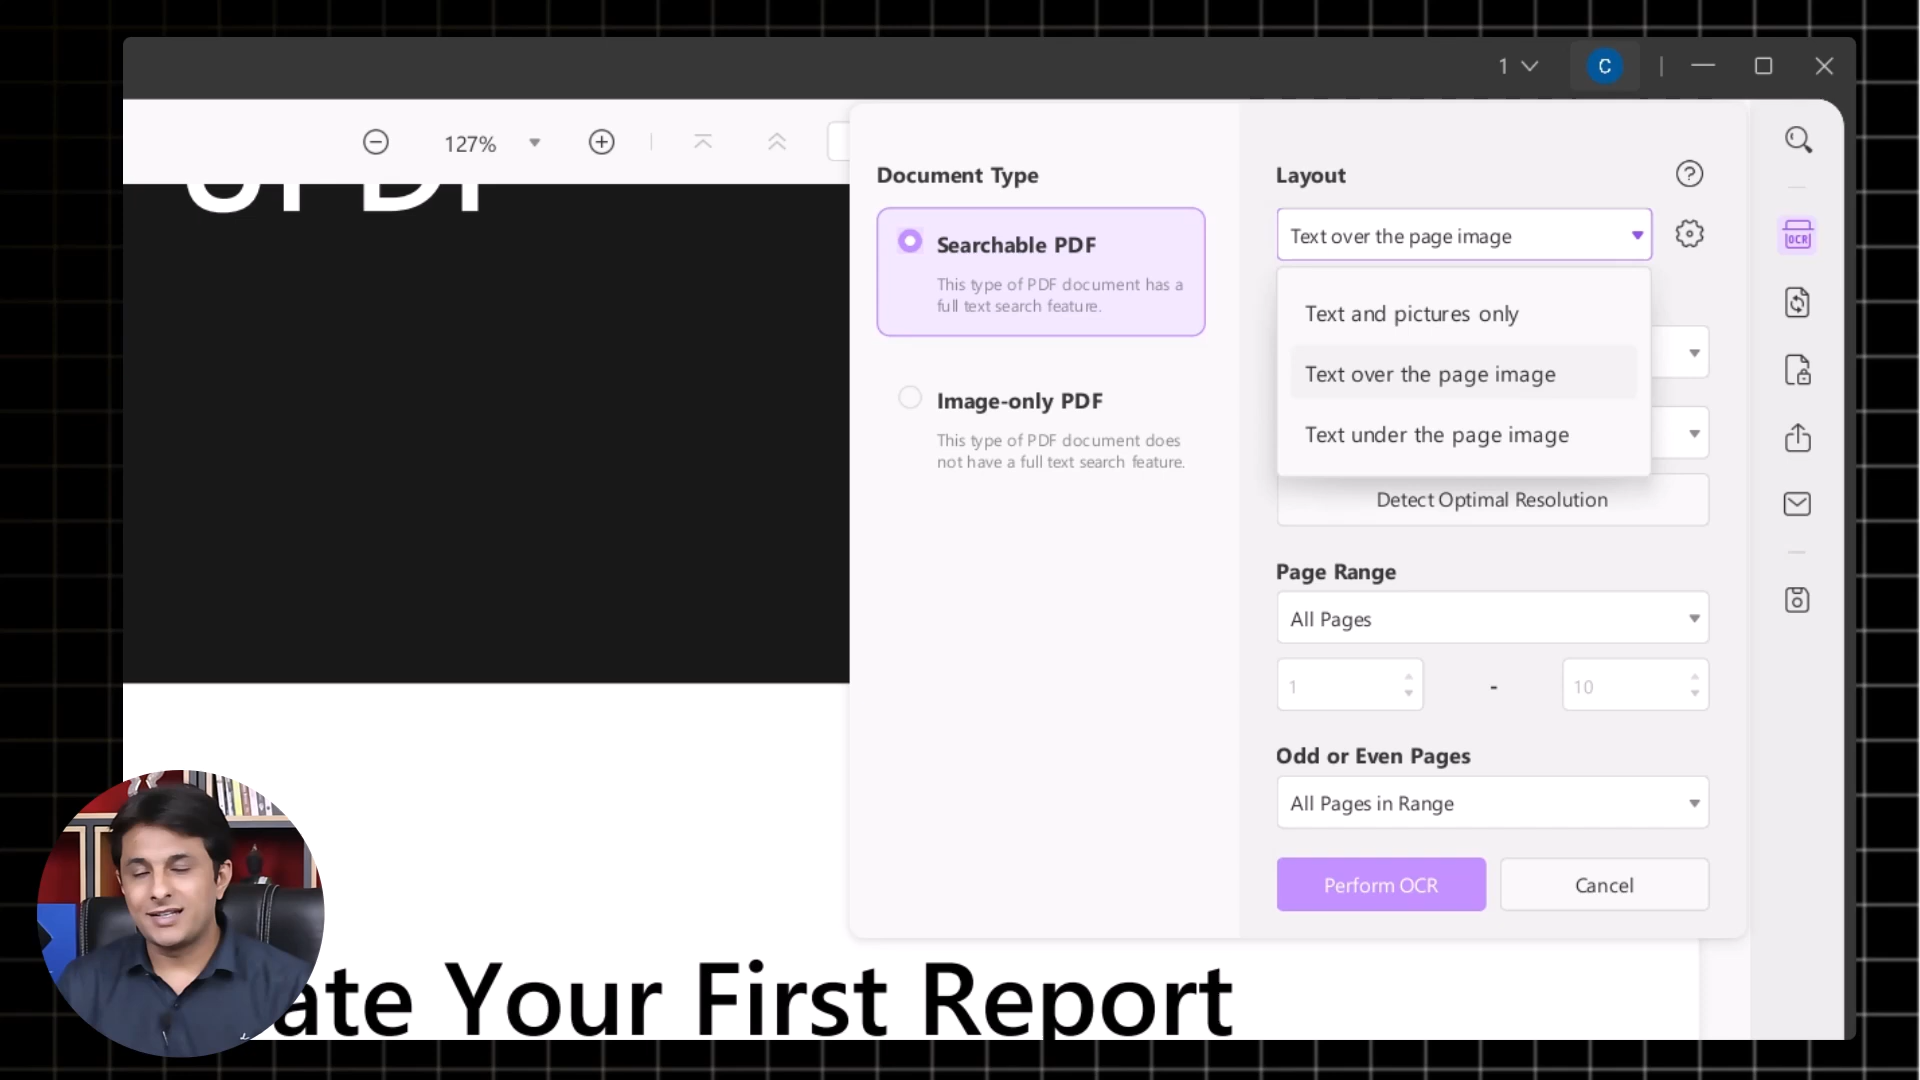 1
C
127%
UPDF
Document Type
Searchable PDF
This type of PDF document has a
full text search feature.
Image-only PDF
This type of PDF document does
not have a full text search feature.
Layout
Text over the page image
Text and pictures only
Text over the page image
Text under the page image
Detect Optimal Resolution
Page Range
All Pages
1 - 10
Odd or Even Pages
All Pages in Range
Perform OCR
Cancel
OCR
ate Your First Report